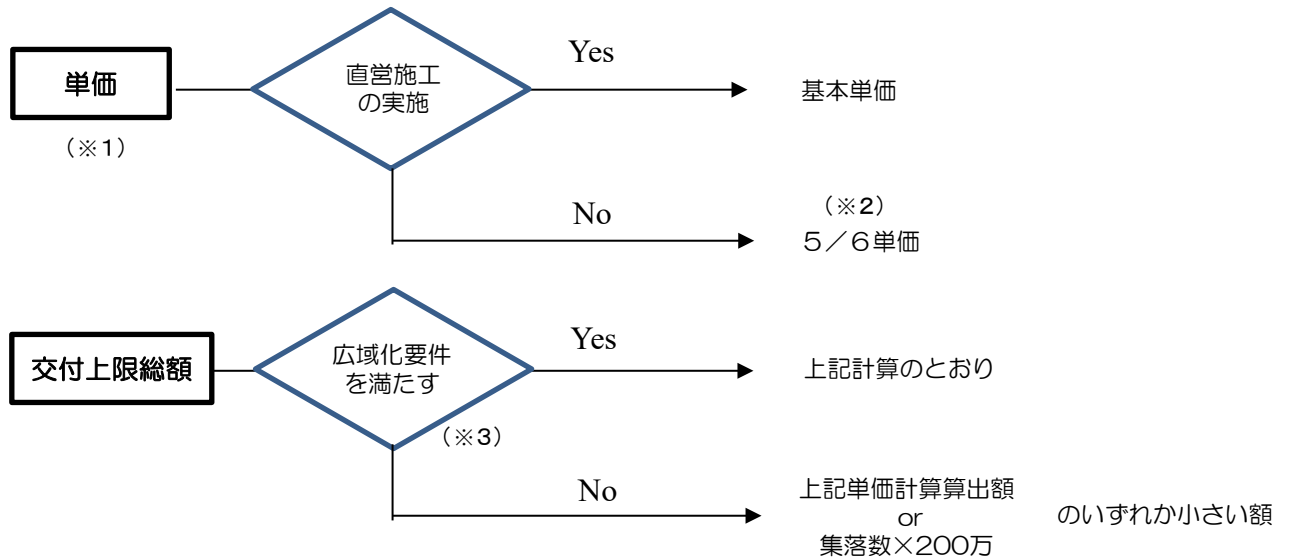 単価
(※1)
直営施工
の実施
Yes
基本単価
No
(※2)
5/6単価
交付上限総額
広域化要件
を満たす
(※3)
Yes
上記計算のとおり
No
上記単価計算算出額
or
集落数×200万
のいずれか小さい額